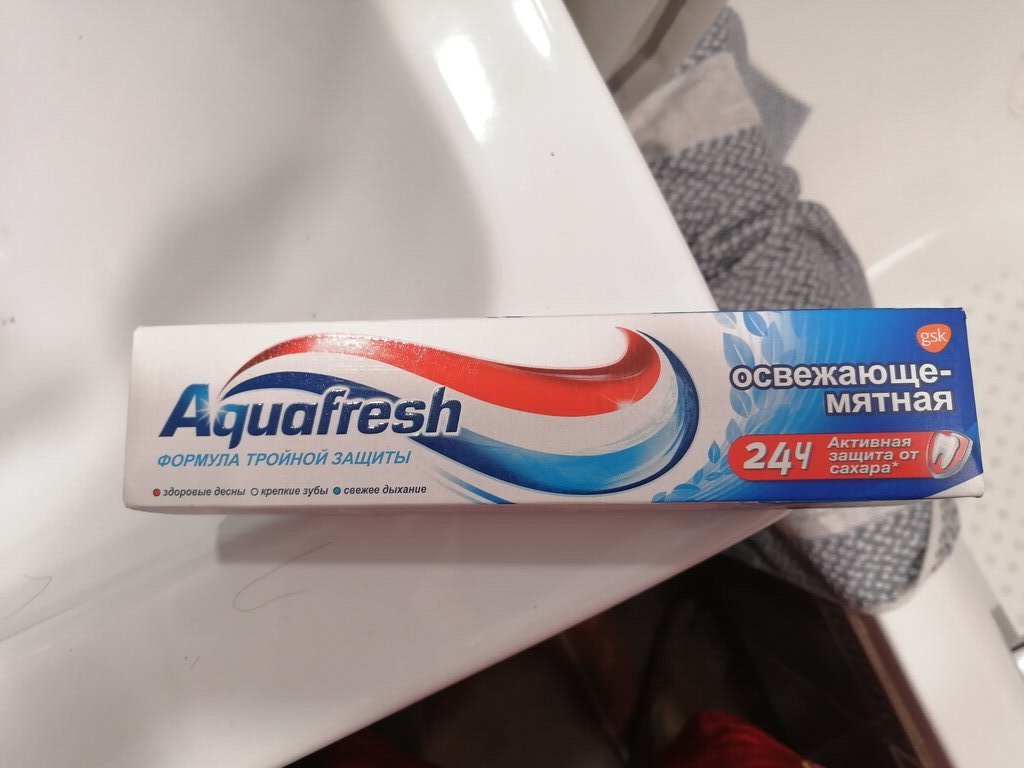 Aquafresh
ФОРМУЛА ТРОЙНОЙ ЗАЩИТЫ
здоровые десны крепкие зубы свежее дыхание
gsk
освежающе-
мятная
24Ч
Активная
защита от
сахара*